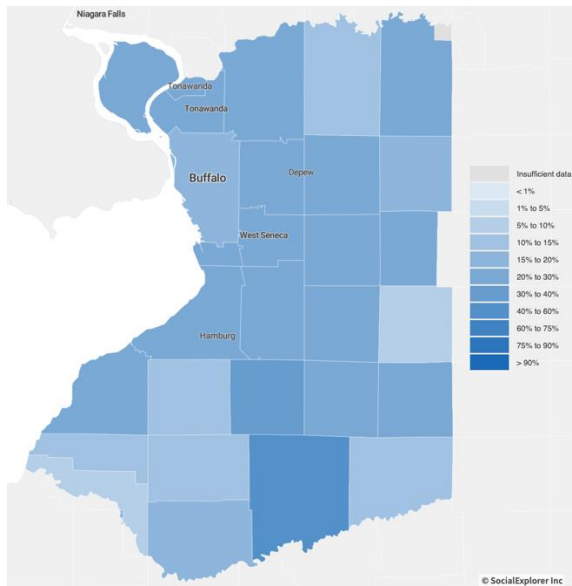 Niagara Falls
Tonawanda
Tonawanda
Buffalo
Depew
West Seneca
Hamburg
Insufficient data
< 1%
1% to 5%
5% to 10%
10% to 15%
15% to 20%
20% to 30%
30% to 40%
40% to 60%
60% to 75%
75% to 90%
> 90%
© SocialExplorer Inc